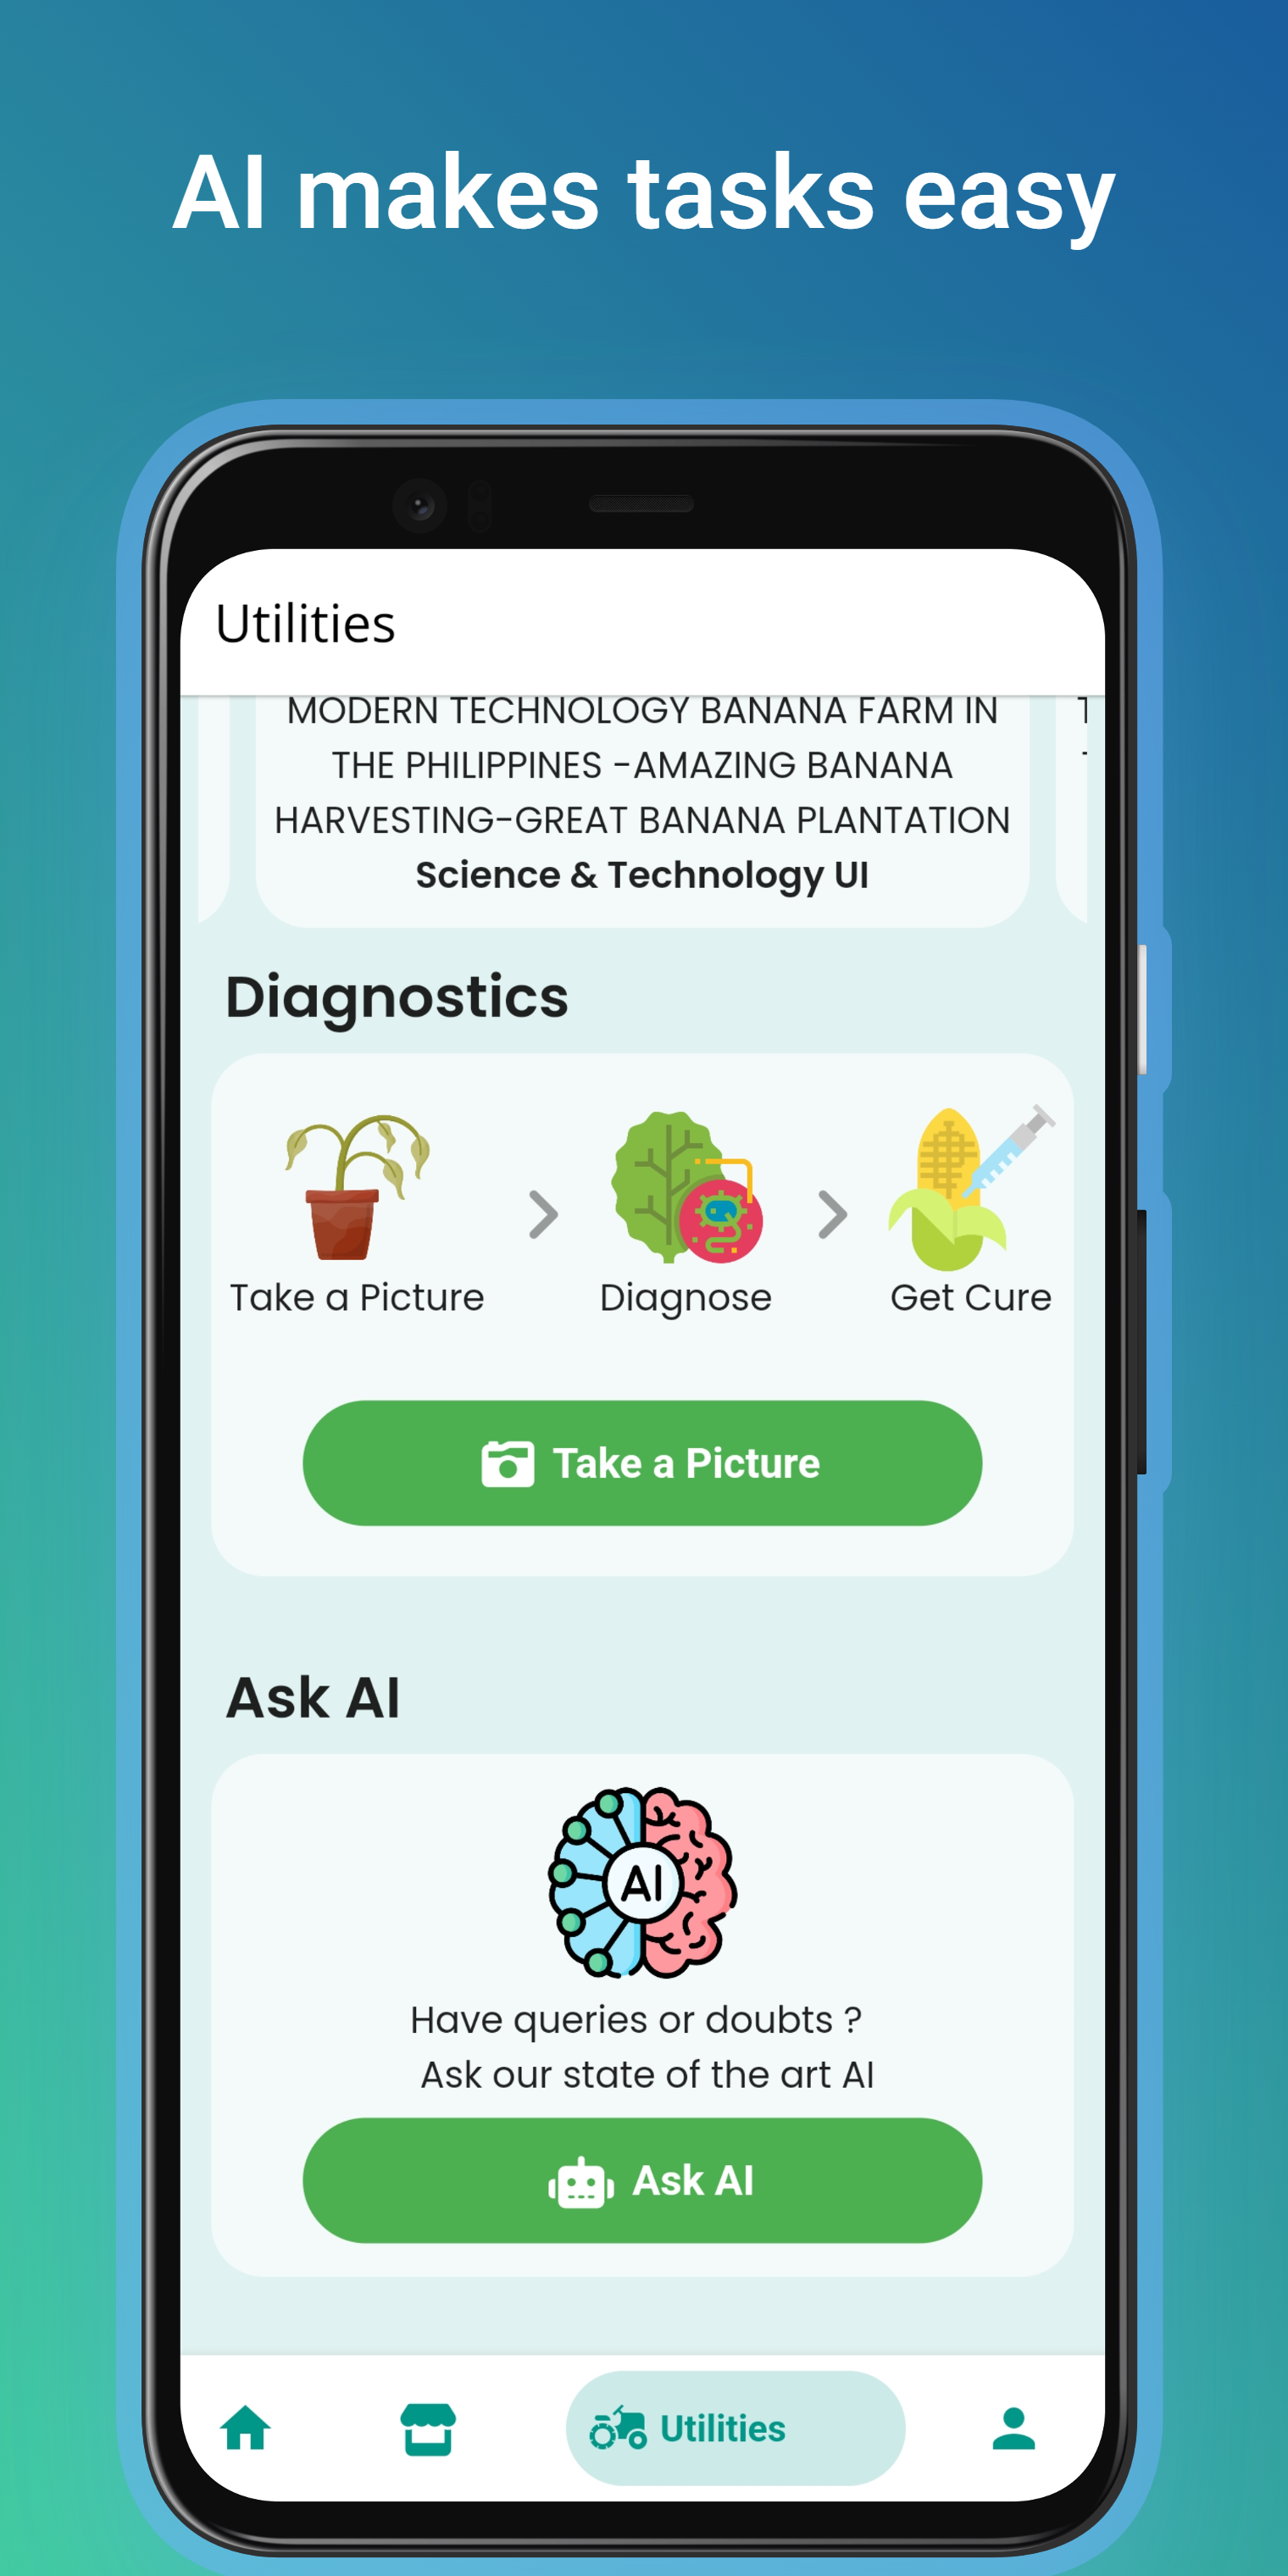 AI makes tasks easy
Utilities
MODERN TECHNOLOGY BANANA FARM IN
THE PHILIPPINES -AMAZING BANANA
HARVESTING-GREAT BANANA PLANTATION
Science & Technology UI
Diagnostics
Take a Picture
Diagnose
Get Cure
Take a Picture
Ask AI
AI
Have queries or doubts ?
Ask our state of the art AI
Ask AI
Utilities